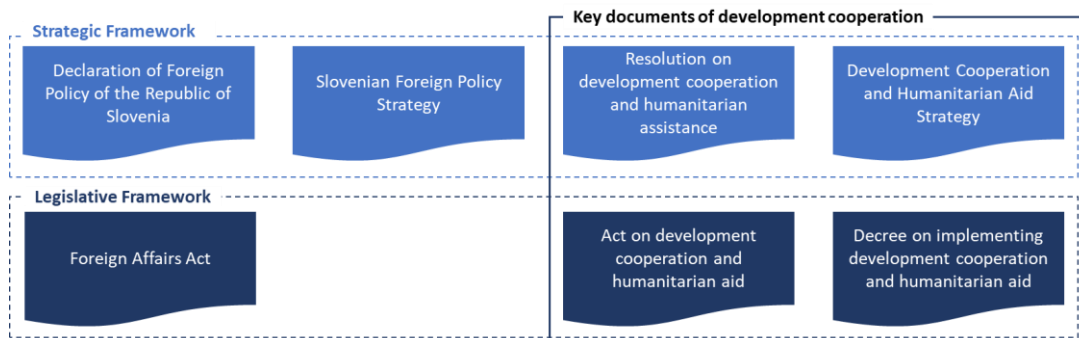 Key documents of development cooperation
Strategic Framework
Declaration of Foreign
Policy of the Republic of
Slovenia
Slovenian Foreign Policy
Strategy
Resolution on
development cooperation
and humanitarian
assistance
Development Cooperation
and Humanitarian Aid
Strategy
Legislative Framework
Foreign Affairs Act
Act on development
cooperation and
humanitarian aid
Decree on implementing
development cooperation
and humanitarian aid